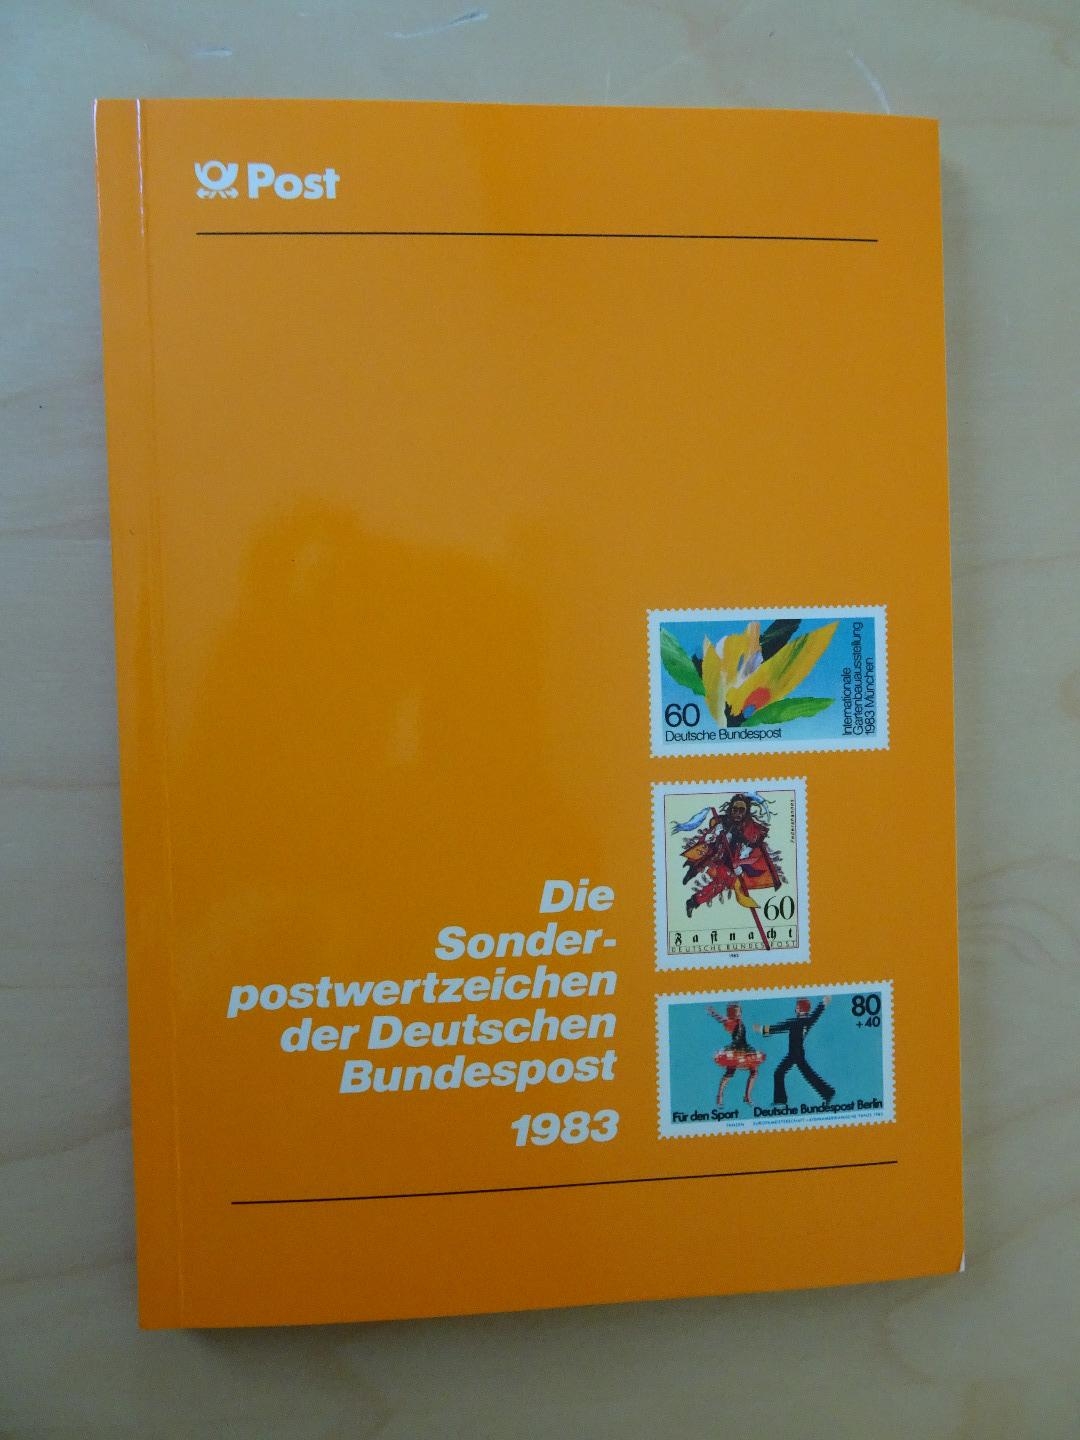 Post
60
Deutsche Bundespost
Internationale
Gartenbauausstellung
1983 München
Federahannes
60
Fastnacht
DEUTSCHE BUNDESPOST
1983
Die
Sonder-
postwertzeichen
der Deutschen
Bundespost
1983
80
+40
Für den Sport Deutsche Bundespost Berlin